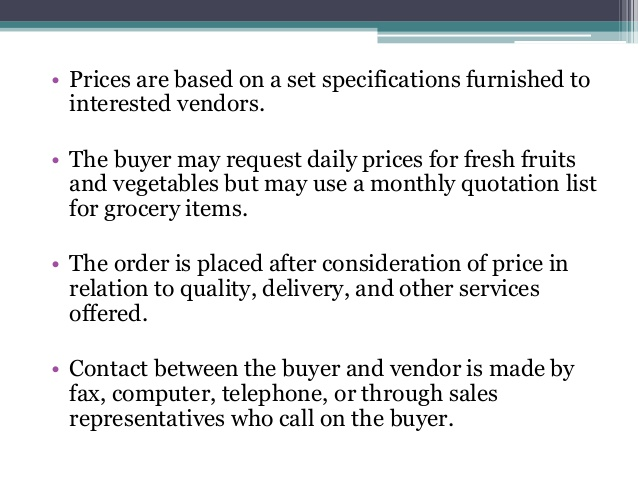 • Prices are based on a set specifications furnished to
interested vendors.
• The buyer may request daily prices for fresh fruits
and vegetables but may use a monthly quotation list
for grocery items.
• The order is placed after consideration of price in
relation to quality, delivery, and other services
offered.
• Contact between the buyer and vendor is made by
fax, computer, telephone, or through sales
representatives who call on the buyer.